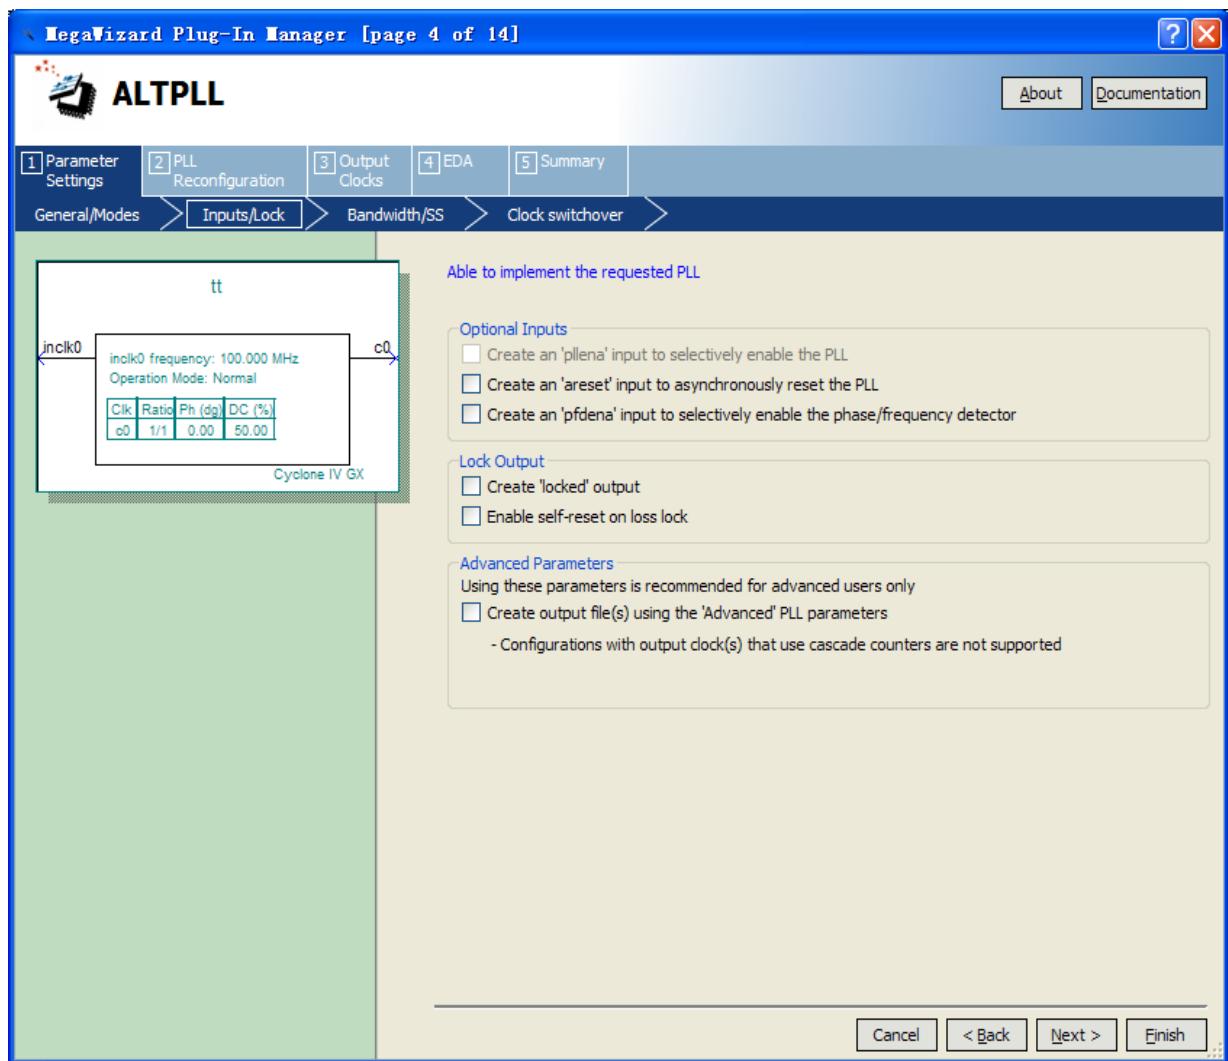 MegaWizard Plug-In Manager [page 4 of 14]
ALTPLL
About
Documentation
1 Parameter Settings
2 PLL Reconfiguration
3 Output Clocks
4 EDA
5 Summary
General/Modes
Inputs/Lock
Bandwidth/SS
Clock switchover
tt
inclk0
c0
inclk0 frequency: 100.000 MHz
Operation Mode: Normal
Clk Ratio Ph (dg) DC (%)
c0 1/1 0.00 50.00
Cyclone IV GX
Able to implement the requested PLL
Optional Inputs
Create an 'pllena' input to selectively enable the PLL
Create an 'areset' input to asynchronously reset the PLL
Create an 'pfdena' input to selectively enable the phase/frequency detector
Lock Output
Create 'locked' output
Enable self-reset on loss lock
Advanced Parameters
Using these parameters is recommended for advanced users only
Create output file(s) using the 'Advanced' PLL parameters
- Configurations with output clock(s) that use cascade counters are not supported
Cancel
< Back
Next >
Finish